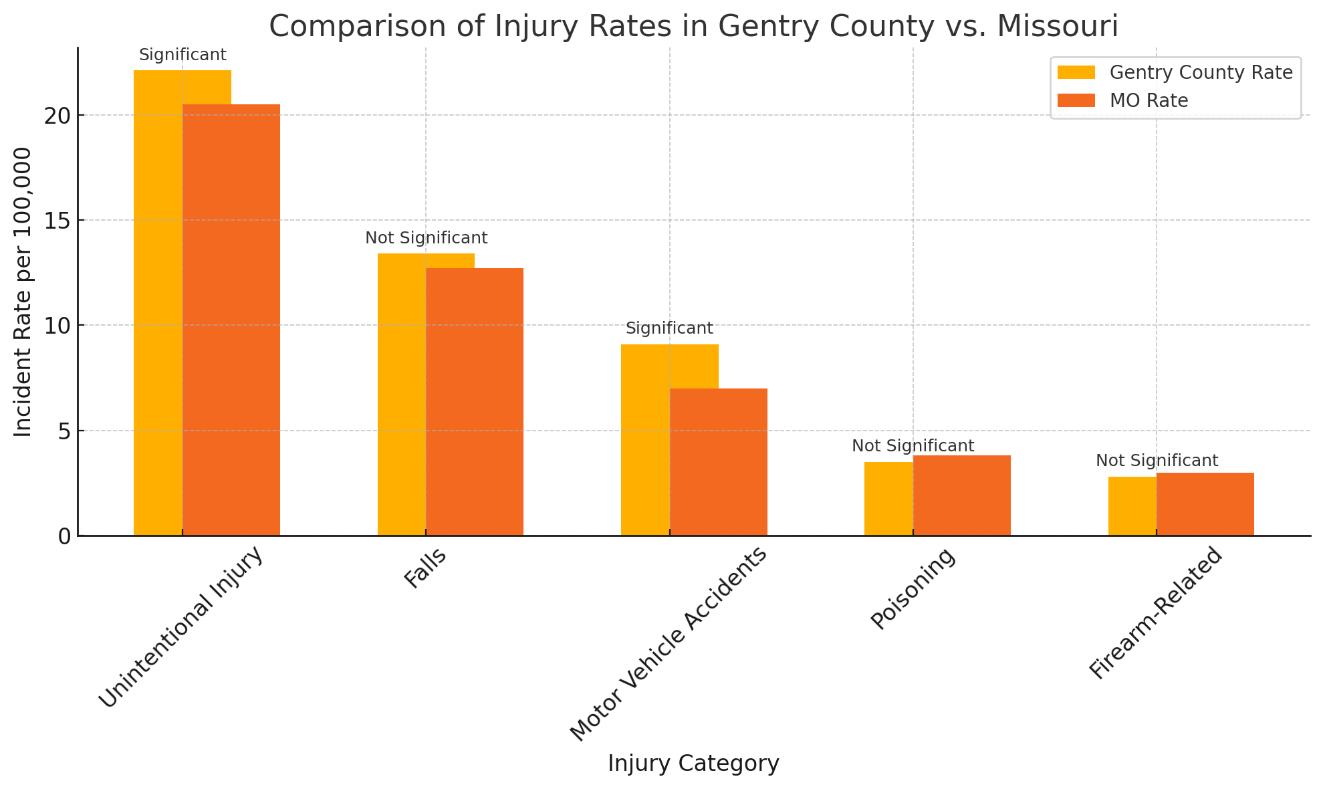 Comparison of Injury Rates in Gentry County vs. Missouri
Significant
Not Significant
Significant
Not Significant
Not Significant
Gentry County Rate
MO Rate
Incident Rate per 100,000
20
15
10
5
0
Unintentional Injury
Falls
Motor Vehicle Accidents
Poisoning
Firearm-Related
Injury Category